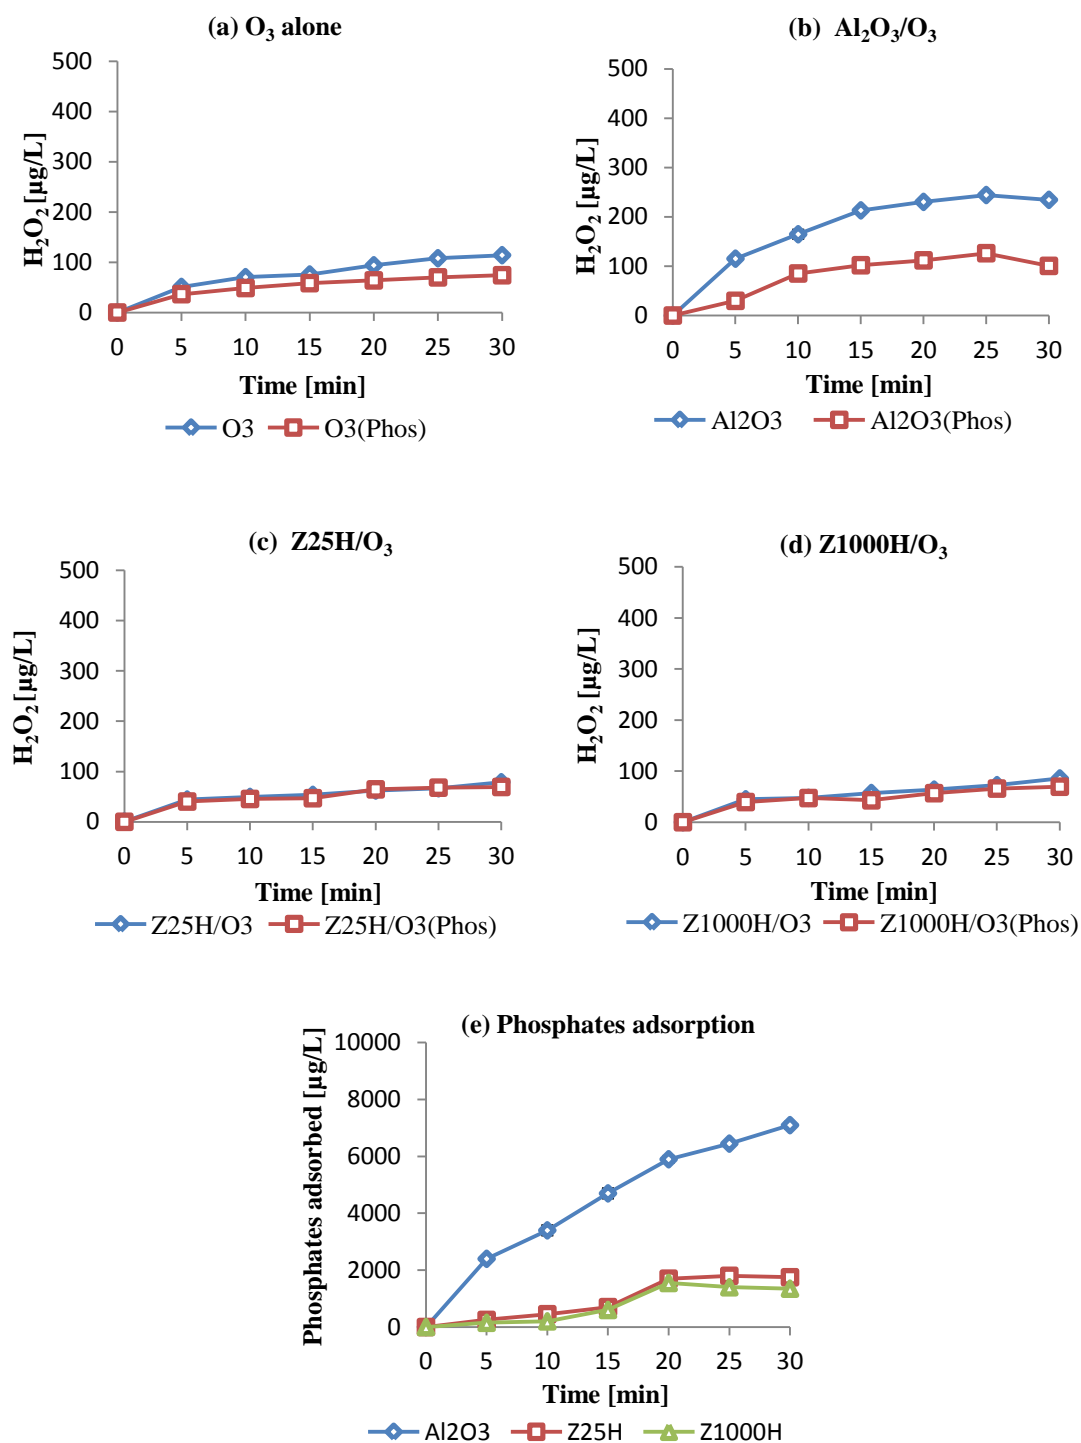 (a) O₃ alone
500
400
300
200
100
0
H₂O₂ [µg/L]
0 5 10 15 20 25 30
Time [min]
O3 O3(Phos)
(b) Al₂O₃/O₃
500
400
300
200
100
0
H₂O₂ [µg/L]
0 5 10 15 20 25 30
Time [min]
Al2O3 Al2O3(Phos)
(c) Z25H/O₃
500
400
300
200
100
0
H₂O₂ [µg/L]
0 5 10 15 20 25 30
Time [min]
Z25H/O3 Z25H/O3(Phos)
(d) Z1000H/O₃
500
400
300
200
100
0
H₂O₂ [µg/L]
0 5 10 15 20 25 30
Time [min]
Z1000H/O3 Z1000H/O3(Phos)
(e) Phosphates adsorption
10000
8000
6000
4000
2000
0
Phosphates adsorbed [µg/L]
0 5 10 15 20 25 30
Time [min]
Al2O3 Z25H Z1000H